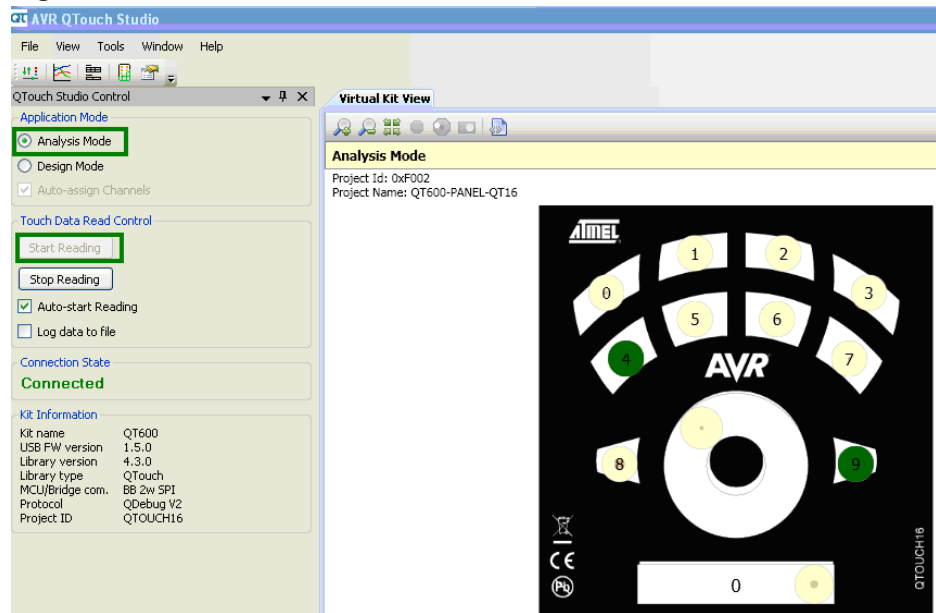 QT AVR QTouch Studio
File View Tools Window Help
QTouch Studio Control
Application Mode
Analysis Mode
Design Mode
Auto-assign Channels
Touch Data Read Control
Start Reading
Stop Reading
Auto-start Reading
Log data to file
Connection State
Connected
Kit Information
Kit name QT600
USB FW version 1.5.0
Library version 4.3.0
Library type QTouch
MCU/Bridge com. BB 2w SPI
Protocol QDebug V2
Project ID QTOUCH16
Virtual Kit View
Analysis Mode
Project Id: 0xF002
Project Name: QT600-PANEL-QT16
ATMEL
1 2
0 3
5 6
4 7
AVR
8 9
CE
Pb
0
QTOUCH16